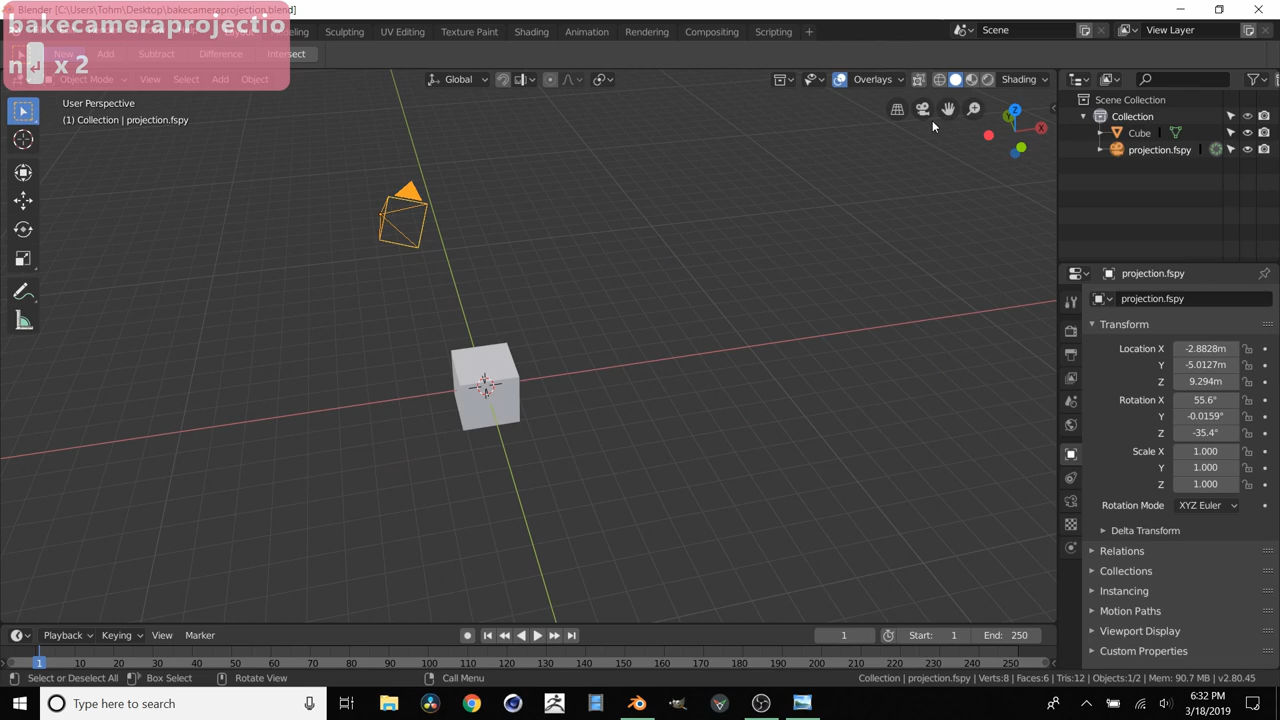 Blender [C:\Users\Tohm\Desktop\bakecameraprojection.blend]
bakecameraprojectio
n x 2
Sculpting UV Editing Texture Paint Shading Animation Rendering Compositing Scripting +
Scene
View Layer
New Add Subtract Difference Intersect
Object Mode View Select Add Object
Global
Overlays
Shading
User Perspective
(1) Collection | projection.fspy
Z
X
Scene Collection
Collection
Cube
projection.fspy
projection.fspy
projection.fspy
Transform
Location X -2.8828m
Y -5.0127m
Z 9.294m
Rotation X 55.6°
Y -0.0159°
Z -35.4°
Scale X 1.000
Y 1.000
Z 1.000
Rotation Mode XYZ Euler
Delta Transform
Relations
Collections
Instancing
Motion Paths
Viewport Display
Custom Properties
Playback Keying View Marker
1
Start: 1
End: 250
1 10 20 30 40 50 60 70 80 90 100 110 120 130 140 150 160 170 180 190 200 210 220 230 240 250
Select or Deselect All Box Select Rotate View Call Menu
Collection | projection.fspy | Verts:8 | Faces:6 | Tris:12 | Objects:1/2 | Mem: 90.7 MB | v2.80.45
Type here to search
6:32 PM
3/18/2019